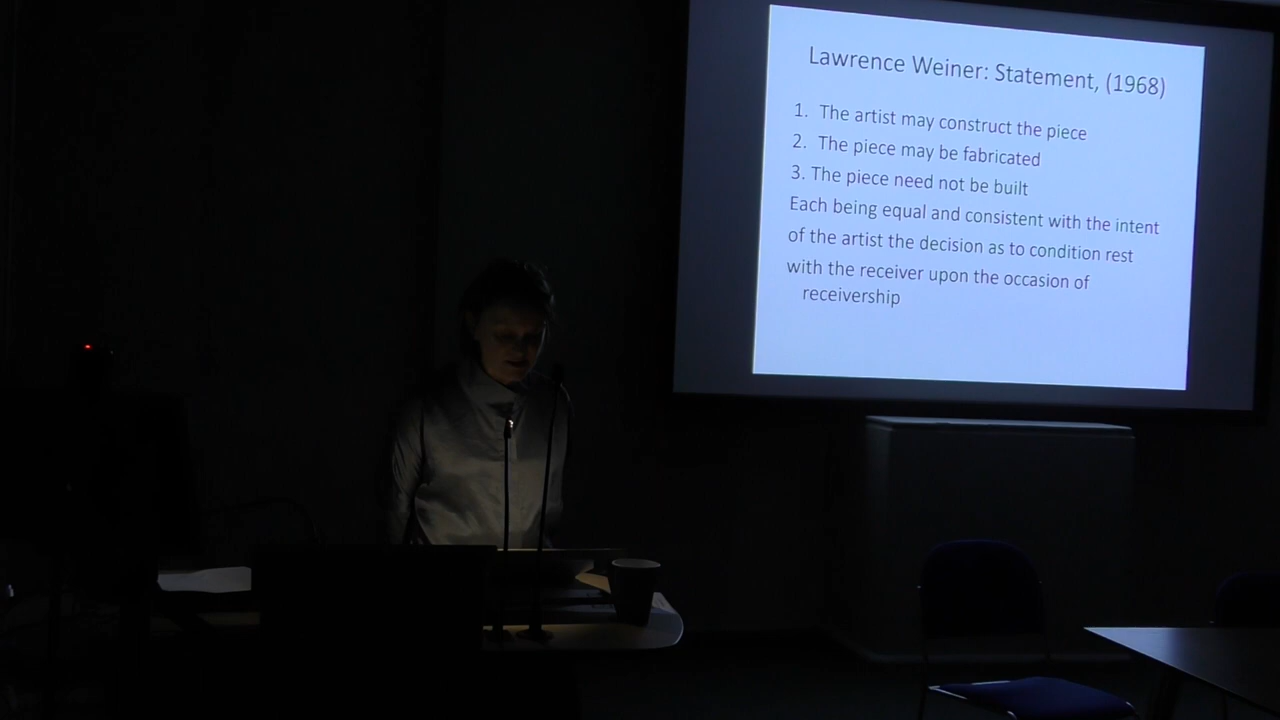 Lawrence Weiner: Statement, (1968)
1. The artist may construct the piece
2. The piece may be fabricated
3. The piece need not be built
Each being equal and consistent with the intent
of the artist the decision as to condition rest
with the receiver upon the occasion of
receivership